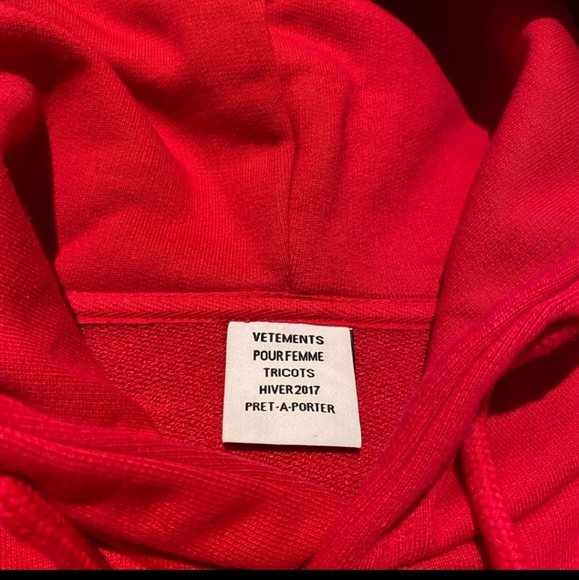 VETEMENTS
POUR FEMME
TRICOTS
HIVER 2017
PRET-A-PORTER